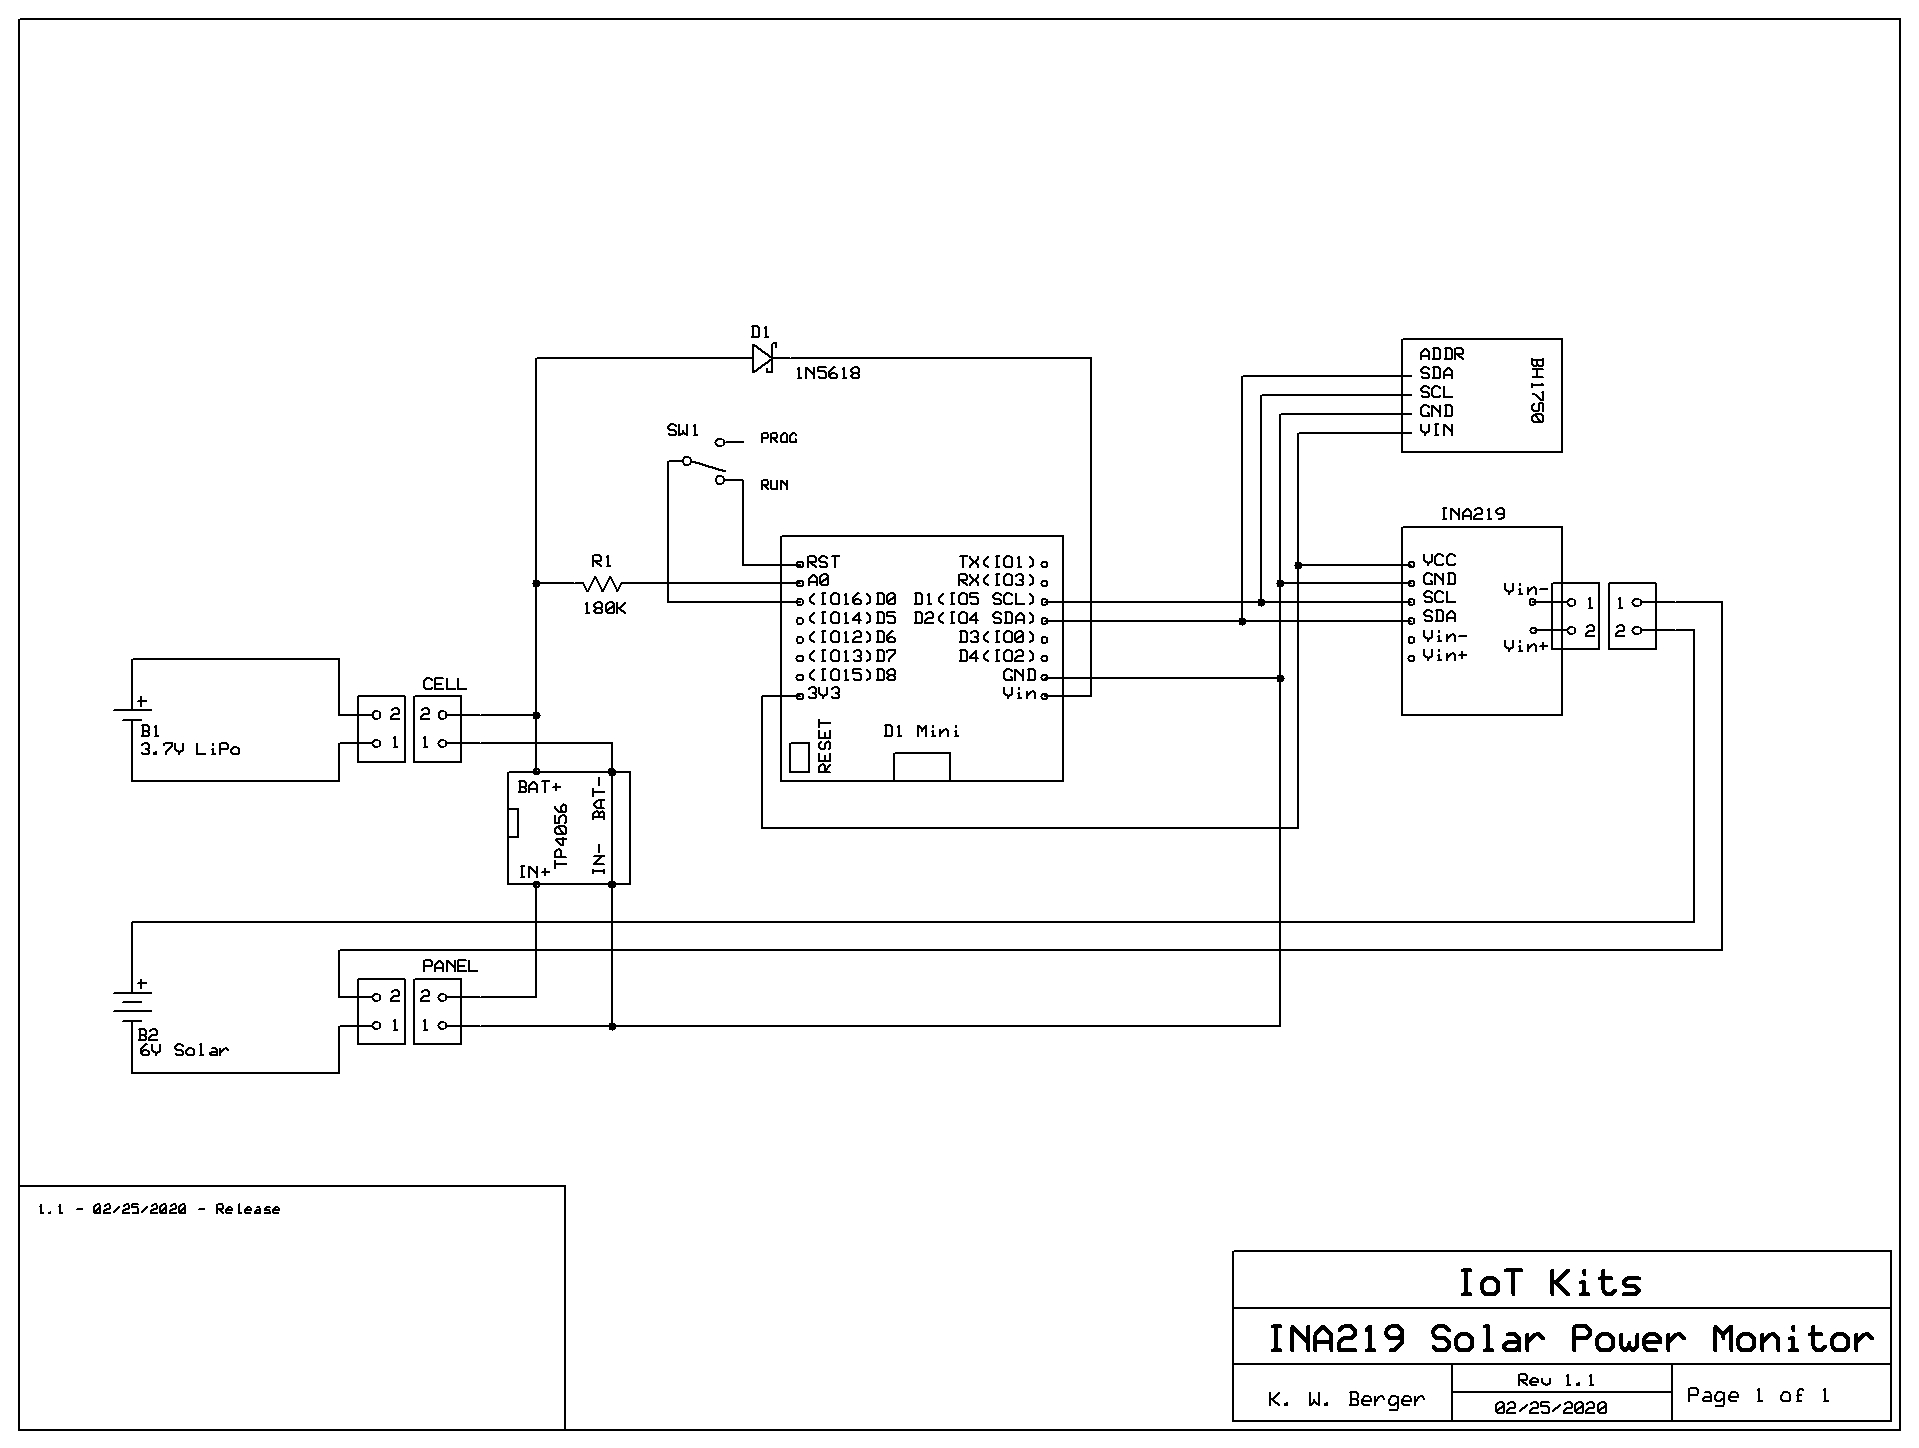 D1
1N5618
SW1
PROG
RUN
R1
180K
RST
A0
(IO16)D0
(IO14)D5
(IO12)D6
(IO13)D7
(IO15)D8
3V3
TX(IO1)
RX(IO3)
D1(IO5 SCL)
D2(IO4 SDA)
D3(IO0)
D4(IO2)
GND
Vin
D1 Mini
RESET
ADDR
SDA
SCL
GND
VIN
BH1750
INA219
VCC
GND
SCL
SDA
Vin-
Vin+
Vin-
Vin+
1
2
1
2
CELL
2
1
2
1
+
B1
3.7V LiPo
BAT+
BAT-
TP4056
IN+
IN-
PANEL
2
1
2
1
+
B2
6V Solar
1.1 - 02/25/2020 - Release
IoT Kits
INA219 Solar Power Monitor
K. W. Berger
Rev 1.1
02/25/2020
Page 1 of 1